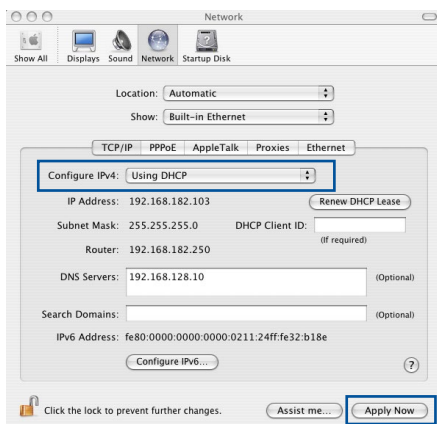 Network
Show All Displays Sound Network Startup Disk
Location: Automatic
Show: Built-in Ethernet
TCP/IP PPPoE AppleTalk Proxies Ethernet
Configure IPv4: Using DHCP
IP Address: 192.168.182.103 Renew DHCP Lease
Subnet Mask: 255.255.255.0 DHCP Client ID:
(If required)
Router: 192.168.182.250
DNS Servers: 192.168.128.10 (Optional)
Search Domains: (Optional)
IPv6 Address: fe80:0000:0000:0000:0211:24ff:fe32:b18e
Configure IPv6... ?
Click the lock to prevent further changes. Assist me... Apply Now